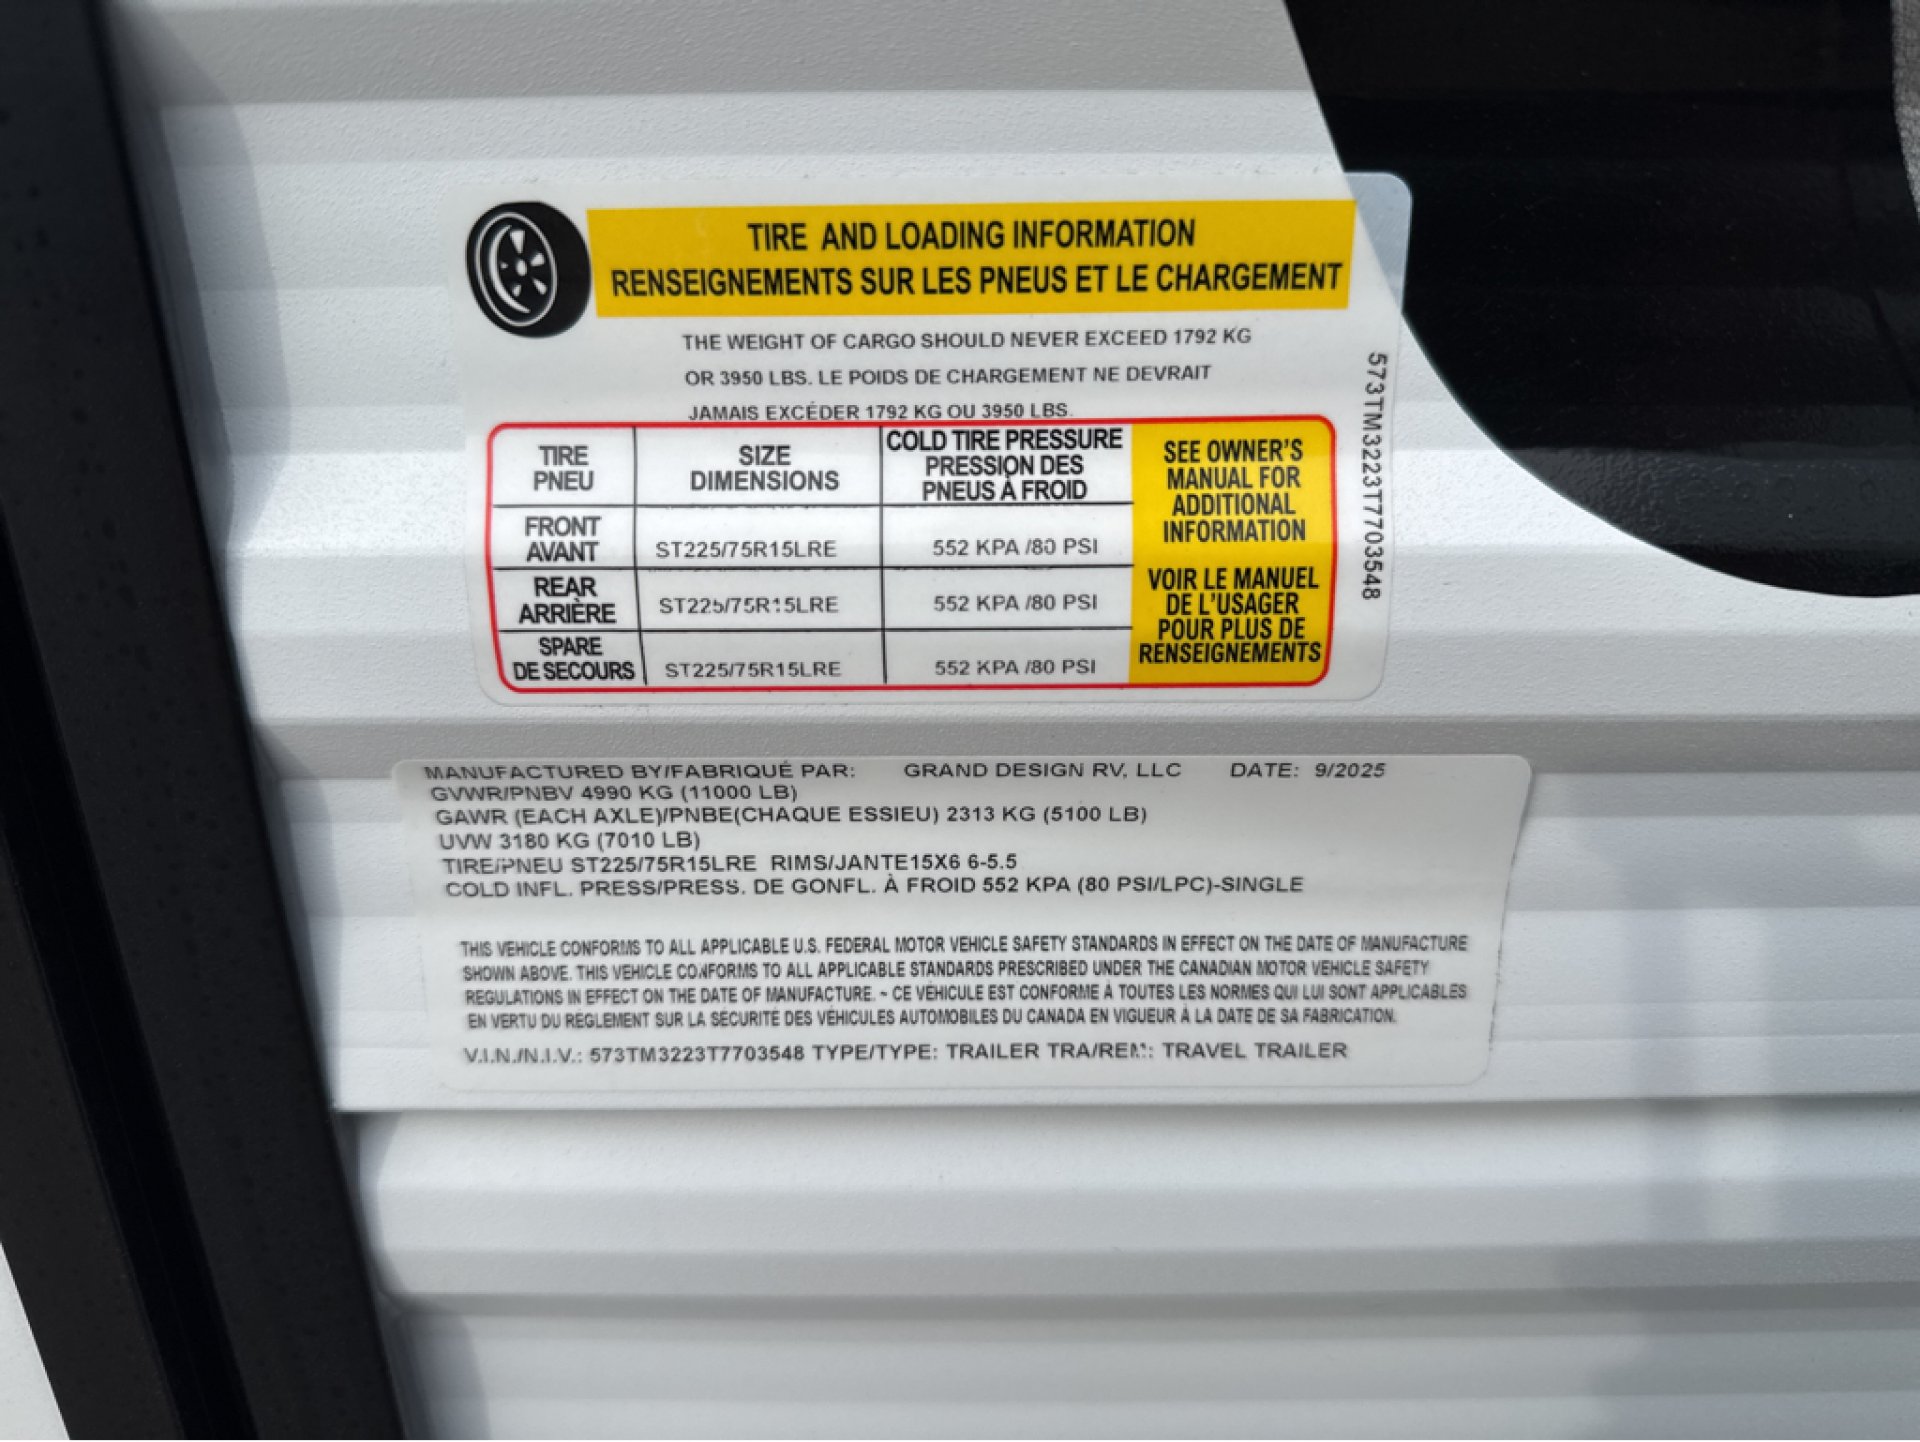 TIRE AND LOADING INFORMATION
RENSEIGNEMENTS SUR LES PNEUS ET LE CHARGEMENT
THE WEIGHT OF CARGO SHOULD NEVER EXCEED 1792 KG
OR 3950 LBS. LE POIDS DE CHARGEMENT NE DEVRAIT
JAMAIS EXCÉDER 1792 KG OU 3950 LBS.
TIRE
PNEU
SIZE
DIMENSIONS
COLD TIRE PRESSURE
PRESSION DES
PNEUS À FROID
FRONT
AVANT
ST225/75R15LRE
552 KPA /80 PSI
REAR
ARRIÈRE
ST225/75R15LRE
552 KPA /80 PSI
SPARE
DE SECOURS
ST225/75R15LRE
552 KPA /80 PSI
SEE OWNER'S
MANUAL FOR
ADDITIONAL
INFORMATION
VOIR LE MANUEL
DE L'USAGER
POUR PLUS DE
RENSEIGNEMENTS
573TM3223T7703548
MANUFACTURED BY/FABRIQUÉ PAR: GRAND DESIGN RV, LLC DATE: 9/2025
GVWR/PNBV 4990 KG (11000 LB)
GAWR (EACH AXLE)/PNBE(CHAQUE ESSIEU) 2313 KG (5100 LB)
UVW 3180 KG (7010 LB)
TIRE/PNEU ST225/75R15LRE RIMS/JANTE15X6 6-5.5
COLD INFL. PRESS/PRESS. DE GONFL. À FROID 552 KPA (80 PSI/LPC)-SINGLE
THIS VEHICLE CONFORMS TO ALL APPLICABLE U.S. FEDERAL MOTOR VEHICLE SAFETY STANDARDS IN EFFECT ON THE DATE OF MANUFACTURE
SHOWN ABOVE. THIS VEHICLE CONFORMS TO ALL APPLICABLE STANDARDS PRESCRIBED UNDER THE CANADIAN MOTOR VEHICLE SAFETY
REGULATIONS IN EFFECT ON THE DATE OF MANUFACTURE. - CE VÉHICULE EST CONFORME À TOUTES LES NORMES QUI LUI SONT APPLICABLES
EN VERTU DU RÈGLEMENT SUR LA SÉCURITÉ DES VÉHICULES AUTOMOBILES DU CANADA EN VIGUEUR À LA DATE DE SA FABRICATION.
V.I.N./N.I.V.: 573TM3223T7703548 TYPE/TYPE: TRAILER TRA/REM: TRAVEL TRAILER